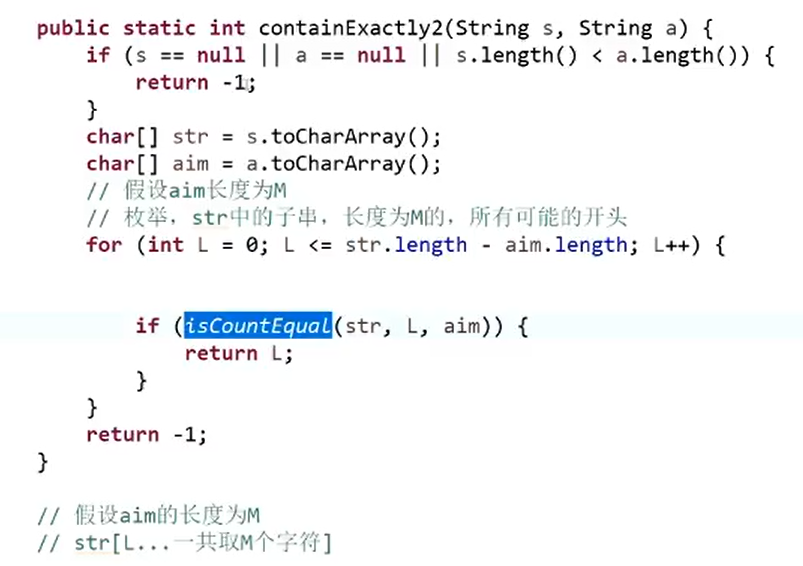 public static int containExactly2(String s, String a) {
if (s == null || a == null || s.length() < a.length()) {
return -1;
}
char[] str = s.toCharArray();
char[] aim = a.toCharArray();
// 假设aim长度为M
// 枚举，str中的子串，长度为M的，所有可能的开头
for (int L = 0; L <= str.length - aim.length; L++) {
if (isCountEqual(str, L, aim)) {
return L;
}
}
return -1;
}
// 假设aim的长度为M
// str[L...一共取M个字符]